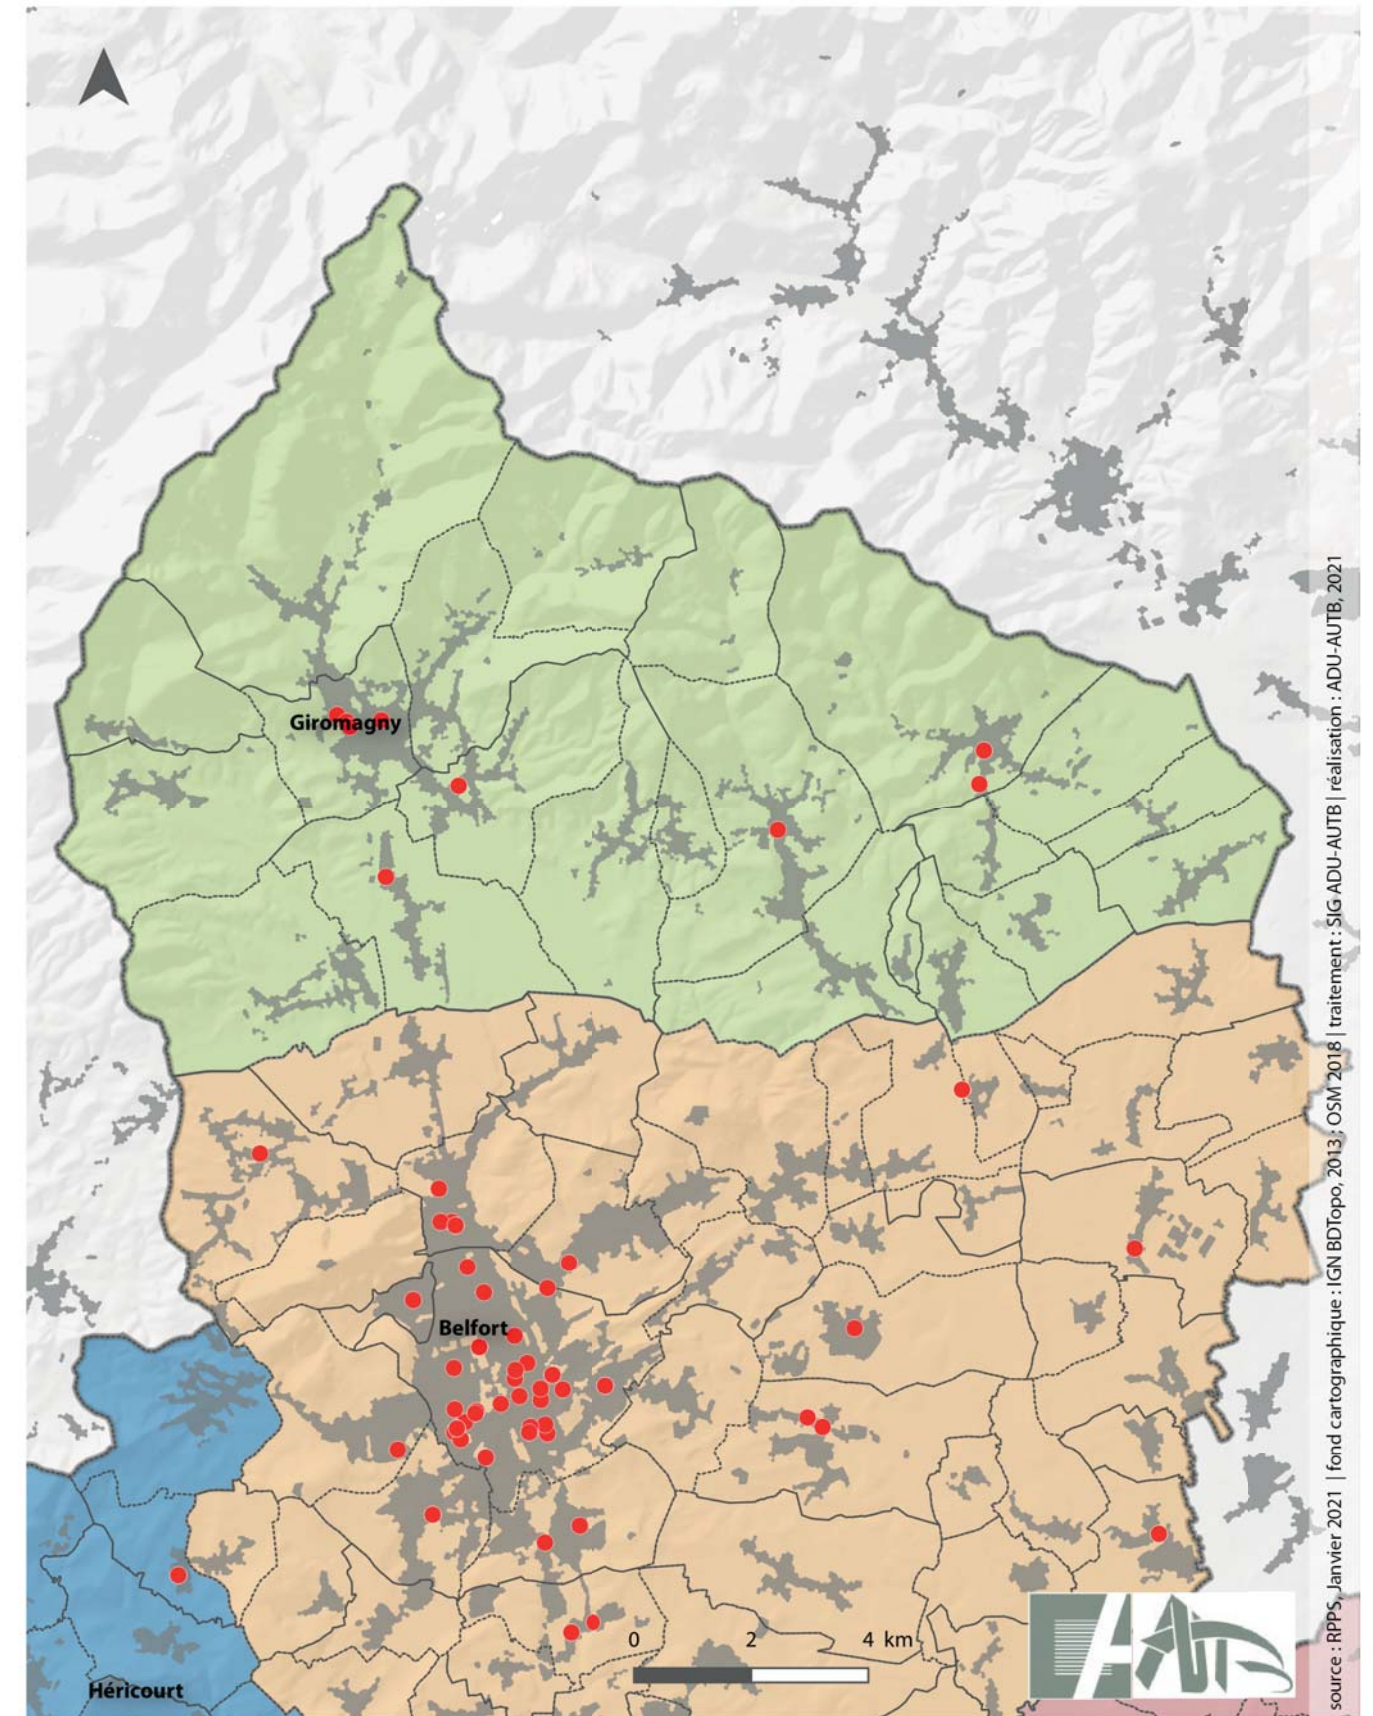 Giromagny
Belfort
Héricourt
0 2 4 km
source : RPPS, Janvier 2021 | fond cartographique : IGN BDTopo, 2013 ; OSM 2018 | traitement : SIG ADU-AUTB | réalisation : ADU-AUTB, 2021